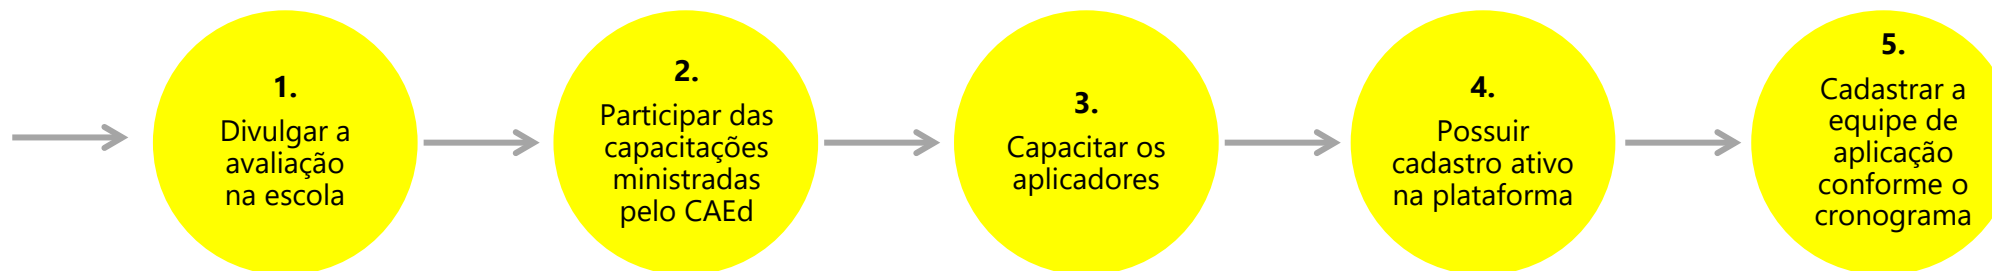 1.
Divulgar a
avaliação
na escola
2.
Participar das
capacitações
ministradas
pelo CAEd
3.
Capacitar os
aplicadores
4.
Possuir
cadastro ativo
na plataforma
5.
Cadastrar a
equipe de
aplicação
conforme o
cronograma